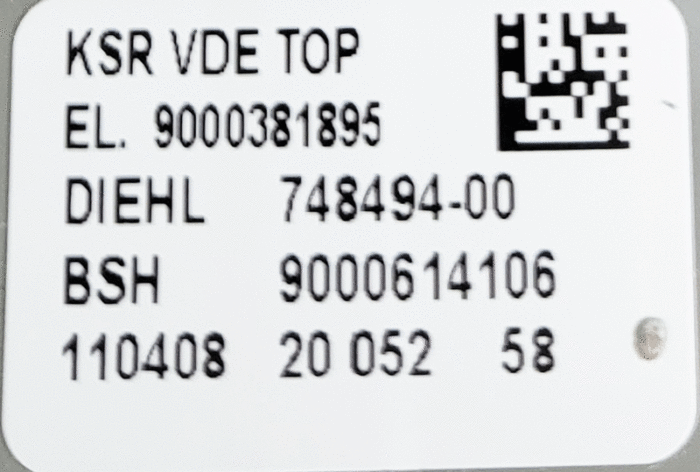 KSR VDE TOP
EL. 9000381895
DIEHL 748494-00
BSH 9000614106
110408 20 052 58